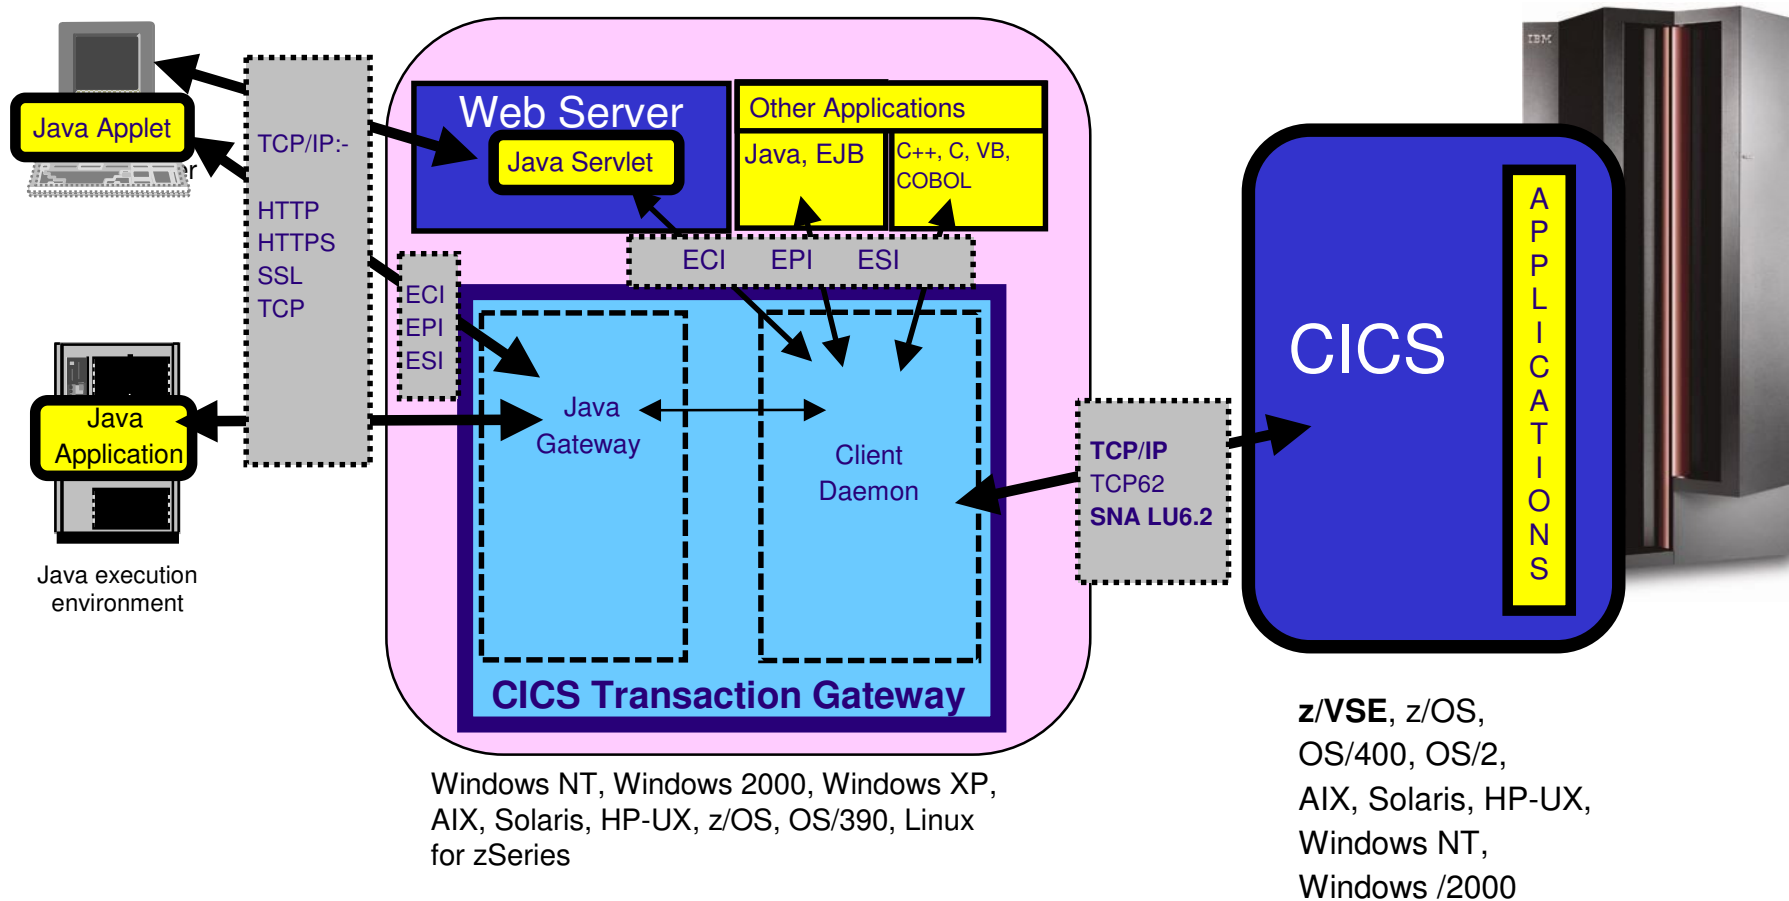 IBM
Java Applet
er
TCP/IP:-
HTTP
HTTPS
SSL
TCP
Java
Application
Java execution
environment
Web Server
Java Servlet
Other Applications
Java, EJB
C++, C, VB,
COBOL
ECI EPI ESI
ECI
EPI
ESI
Java
Gateway
Client
Daemon
CICS Transaction Gateway
TCP/IP
TCP62
SNA LU6.2
CICS
A
P
P
L
I
C
A
T
I
O
N
S
Windows NT, Windows 2000, Windows XP,
AIX, Solaris, HP-UX, z/OS, OS/390, Linux
for zSeries
z/VSE, z/OS,
OS/400, OS/2,
AIX, Solaris, HP-UX,
Windows NT,
Windows /2000